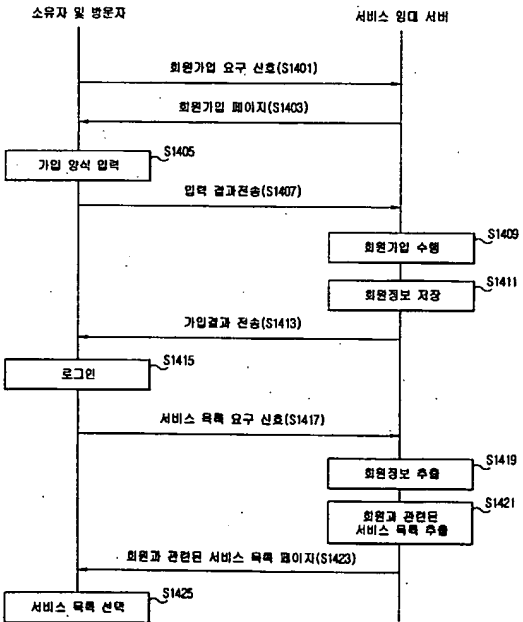 소유자 및 방문자
서비스 임대 서버
회원가입 요구 신호(S1401)
회원가입 페이지(S1403)
S1405
가입 양식 입력
입력 결과전송(S1407)
S1409
회원가입 수행
S1411
회원정보 저장
가입결과 전송(S1413)
S1415
로그인
서비스 목록 요구 신호(S1417)
S1419
회원정보 추출
S1421
회원과 관련된
서비스 목록 추출
회원과 관련된 서비스 목록 페이지(S1423)
S1425
서비스 목록 선택